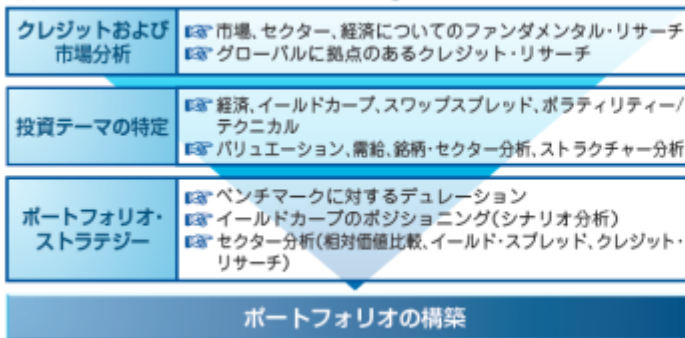 クレジットおよび
市場分析
☞市場、セクター、経済についてのファンダメンタル・リサーチ
☞グローバルに拠点のあるクレジット・リサーチ
投資テーマの特定
☞経済、イールドカーブ、スワップスプレッド、ボラティリティー/
テクニカル
☞バリュエーション、需給、銘柄・セクター分析、ストラクチャー分析
ポートフォリオ・
ストラテジー
☞ベンチマークに対するデュレーション
☞イールドカーブのポジショニング(シナリオ分析)
☞セクター分析(相対価値比較、イールド・スプレッド、クレジット・
リサーチ)
ポートフォリオの構築